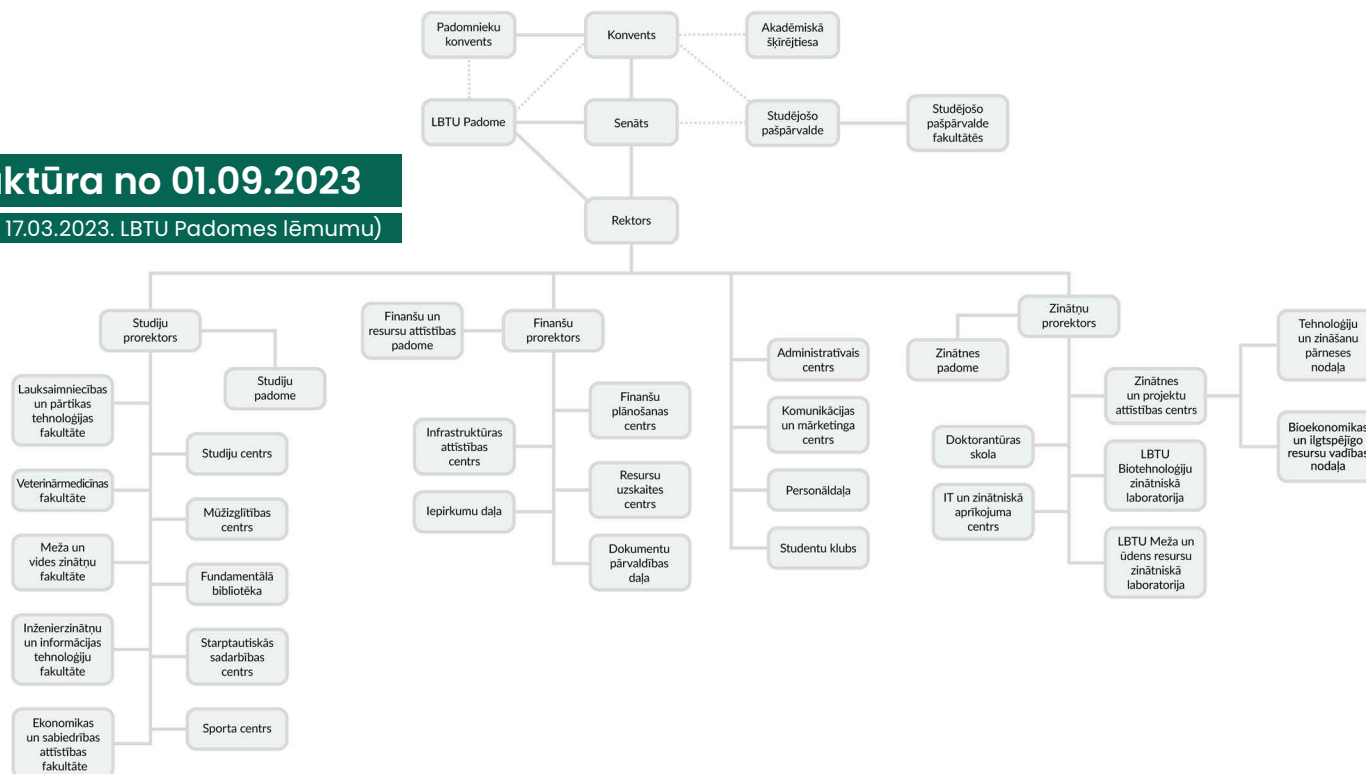 Padomnieku
konvents
Konvents
Akadēmiskā
šķīrējtiesa
LBTU Padome
Senāts
Studējošo
pašpārvalde
Studējošo
pašpārvalde
fakultātēs
uktūra no 01.09.2023
17.03.2023. LBTU Padomes lēmumu)
Rektors
Studiju
prorektors
Studiju
padome
Lauksaimniecības
un pārtikas
tehnoloģijas
fakultāte
Studiju centrs
Veterinārmedicīnas
fakultāte
Mūžizglītības
centrs
Meža un
vides zinātņu
fakultāte
Fundamentālā
bibliotēka
Inženierzinātņu
un informācijas
tehnoloģiju
fakultāte
Starptautiskās
sadarbības
centrs
Ekonomikas
un sabiedrības
attīstības
fakultāte
Sporta centrs
Finanšu un
resursu attīstības
padome
Finanšu
prorektors
Finanšu
plānošanas
centrs
Infrastruktūras
attīstības
centrs
Resursu
uzskaites
centrs
Iepirkumu daļa
Dokumentu
pārvaldības
daļa
Administratīvais
centrs
Komunikācijas
un mārketinga
centrs
Personāldaļa
Studentu klubs
Zinātņu
prorektors
Zinātnes
padome
Zinātnes
un projektu
attīstības centrs
Tehnoloģiju
un zināšanu
pārneses
nodaļa
Bioekonomikas
un ilgtspējīgo
resursu vadības
nodaļa
Doktorantūras
skola
LBTU
Biotehnoloģiju
zinātniskā
laboratorija
IT un zinātniskā
aprīkojuma
centrs
LBTU Meža un
ūdens resursu
zinātniskā
laboratorija